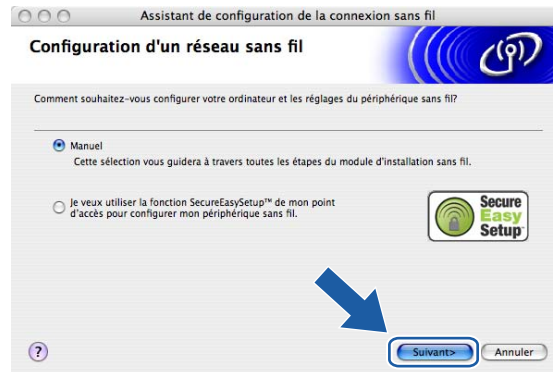 Assistant de configuration de la connexion sans fil
Configuration d'un réseau sans fil
Comment souhaitez-vous configurer votre ordinateur et les réglages du périphérique sans fil?
Manuel
Cette sélection vous guidera à travers toutes les étapes du module d'installation sans fil.
Je veux utiliser la fonction SecureEasySetup™ de mon point
d'accès pour configurer mon périphérique sans fil.
Secure
Easy
Setup™
?
Suivant>
Annuler